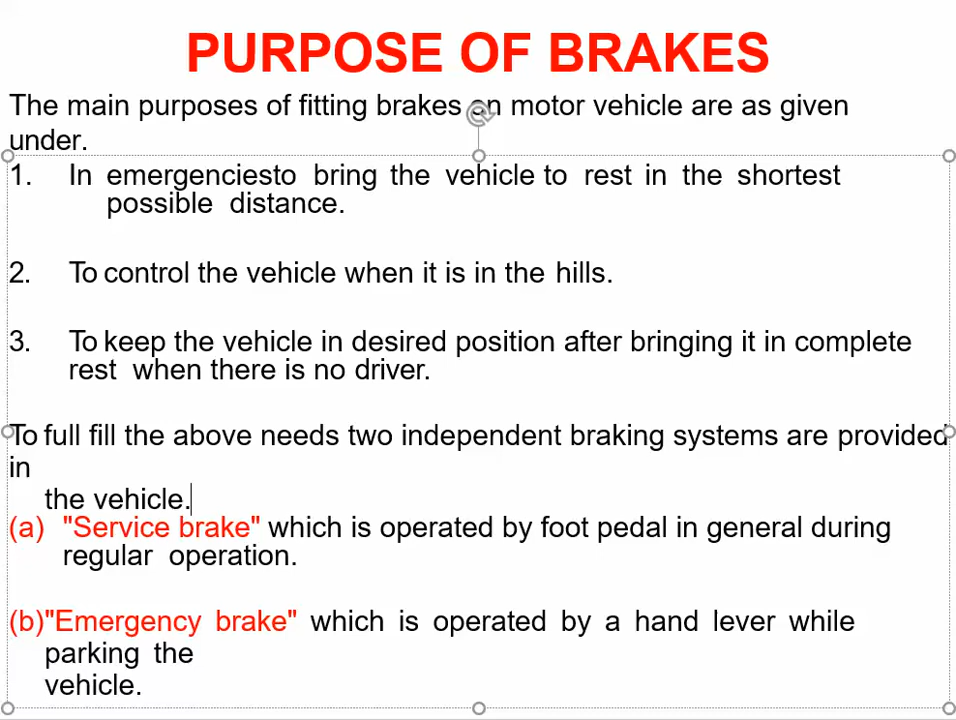 PURPOSE OF BRAKES
The main purposes of fitting brakes an motor vehicle are as given
under.
1. In emergenciesto bring the vehicle to rest in the shortest
possible distance.
2. To control the vehicle when it is in the hills.
3. To keep the vehicle in desired position after bringing it in complete
rest when there is no driver.
To full fill the above needs two independent braking systems are provided
in
the vehicle.
(a) "Service brake" which is operated by foot pedal in general during
regular operation.
(b)"Emergency brake" which is operated by a hand lever while
parking the
vehicle.